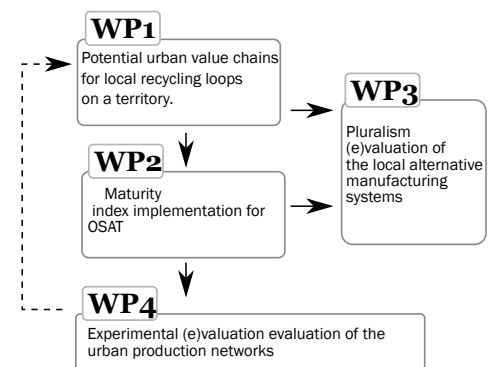 WP1
Potential urban value chains
for local recycling loops
on a territory.
WP2
Maturity
index implementation for
OSAT
WP3
Pluralism
(e)valuation of
the local alternative
manufacturing
systems
WP4
Experimental (e)valuation evaluation of the
urban production networks